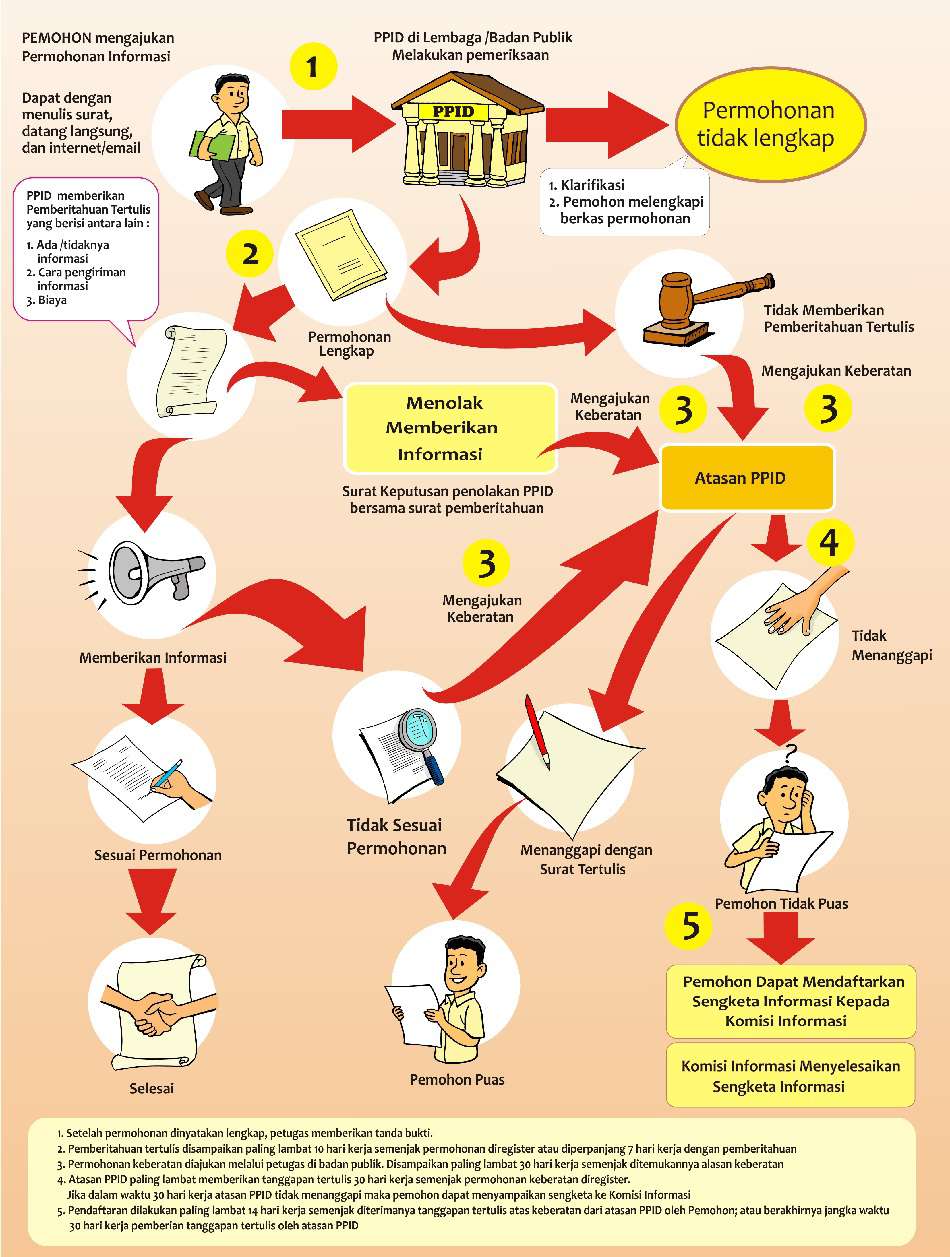 PEMOHON mengajukan
Permohonan Informasi
Dapat dengan
menulis surat,
datang langsung,
dan internet/email
1
PPID di Lembaga /Badan Publik
Melakukan pemeriksaan
PPID
Permohonan
tidak lengkap
1. Klarifikasi
2. Pemohon melengkapi
berkas permohonan
PPID memberikan
Pemberitahuan Tertulis
yang berisi antara lain :
1. Ada /tidaknya
informasi
2. Cara pengiriman
informasi
3. Biaya
2
Permohonan
Lengkap
Tidak Memberikan
Pemberitahuan Tertulis
Mengajukan Keberatan
3
Menolak
Memberikan
Informasi
Mengajukan
Keberatan
3
Surat Keputusan penolakan PPID
bersama surat pemberitahuan
Atasan PPID
3
Mengajukan
Keberatan
4
Tidak
Menanggapi
Memberikan Informasi
Sesuai Permohonan
Tidak Sesuai
Permohonan
Menanggapi dengan
Surat Tertulis
?
Pemohon Tidak Puas
5
Pemohon Dapat Mendaftarkan
Sengketa Informasi Kepada
Komisi Informasi
Komisi Informasi Menyelesaikan
Sengketa Informasi
Selesai
Pemohon Puas
1. Setelah permohonan dinyatakan lengkap, petugas memberikan tanda bukti.
2. Pemberitahuan tertulis disampaikan paling lambat 10 hari kerja semenjak permohonan diregister atau diperpanjang 7 hari kerja dengan pemberitahuan
3. Permohonan keberatan diajukan melalui petugas di badan publik. Disampaikan paling lambat 30 hari kerja semenjak ditemukannya alasan keberatan
4. Atasan PPID paling lambat memberikan tanggapan tertulis 30 hari kerja semenjak permohonan keberatan diregister.
Jika dalam waktu 30 hari kerja atasan PPID tidak menanggapi maka pemohon dapat menyampaikan sengketa ke Komisi Informasi
5. Pendaftaran dilakukan paling lambat 14 hari kerja semenjak diterimanya tanggapan tertulis atas keberatan dari atasan PPID oleh Pemohon; atau berakhirnya jangka waktu
30 hari kerja pemberian tanggapan tertulis oleh atasan PPID